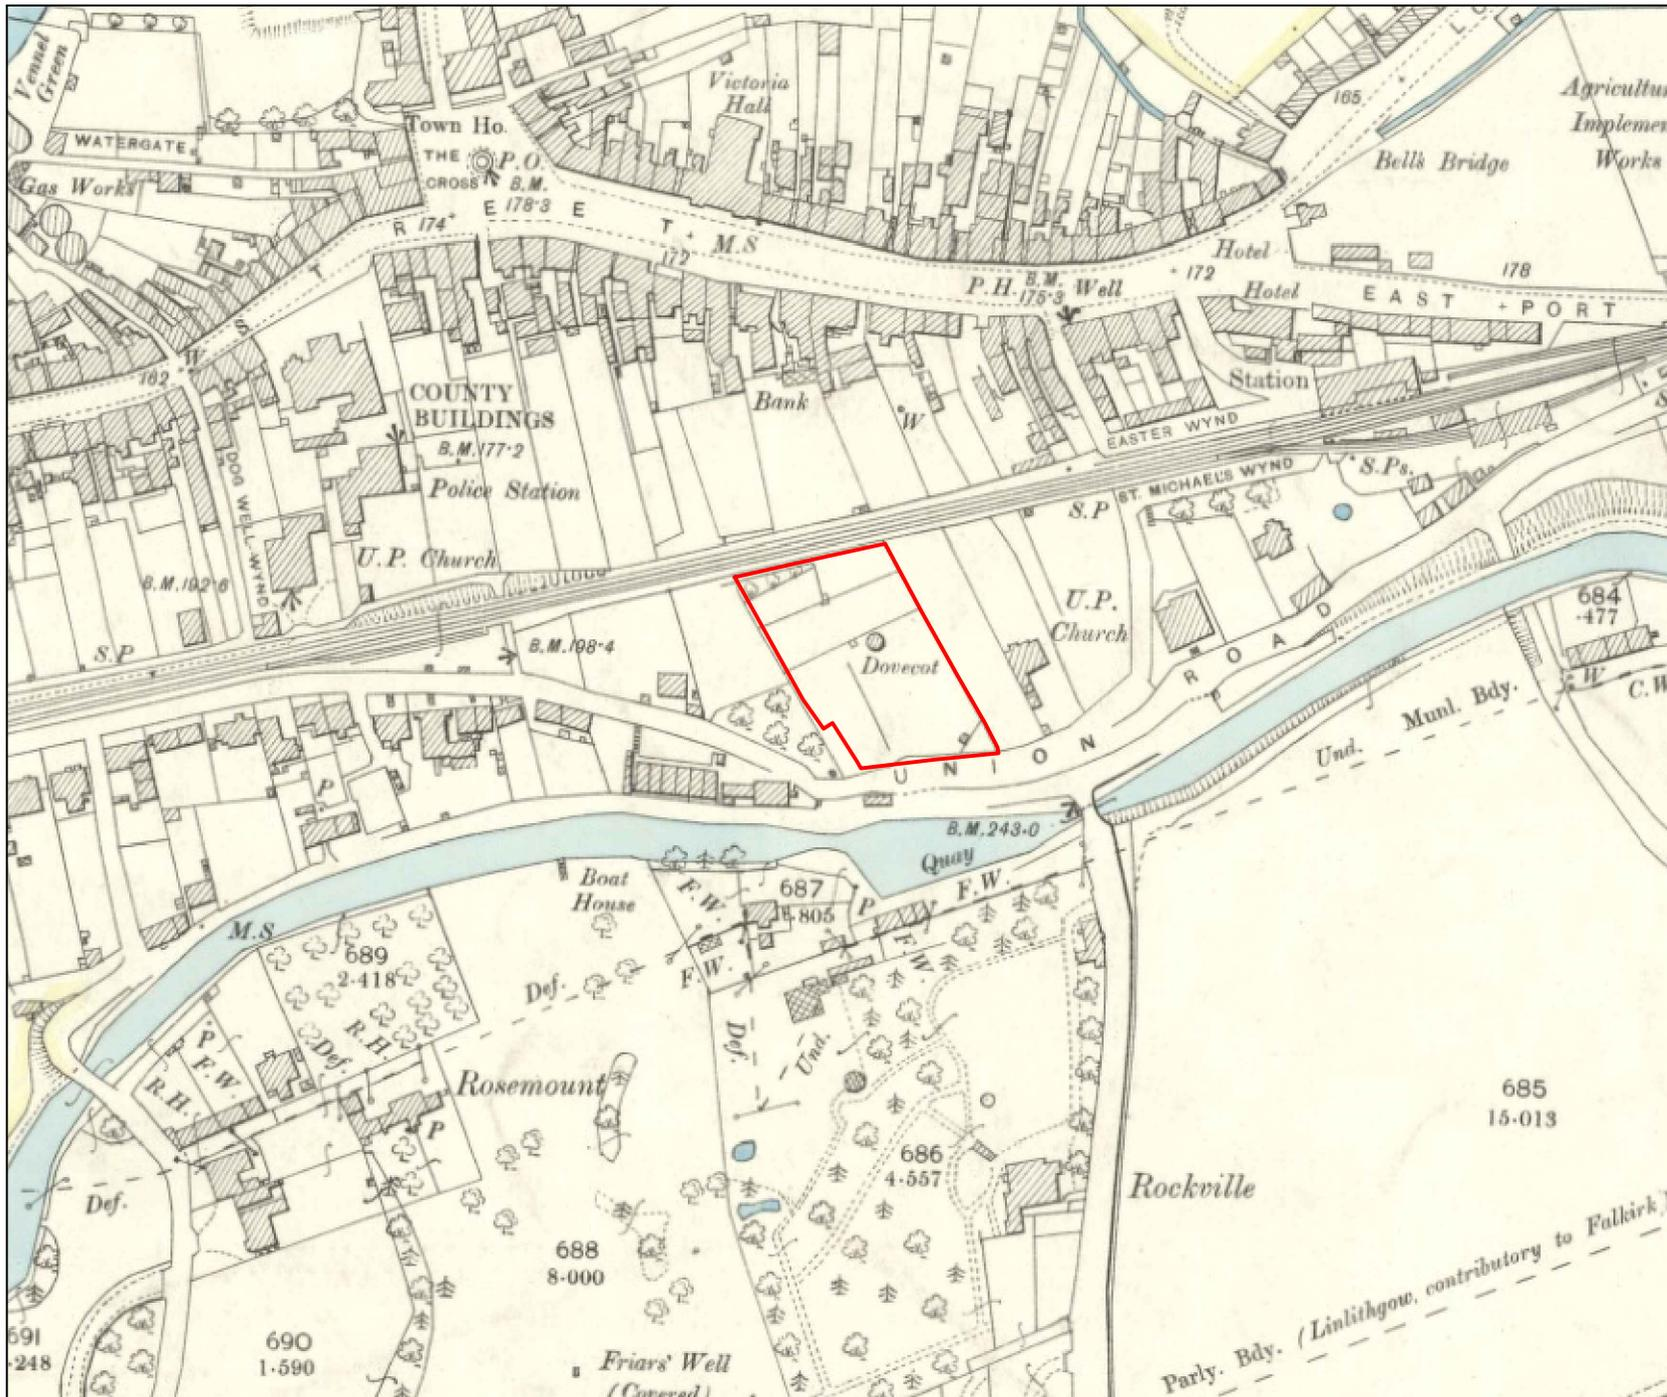 Vennel
Green
WATERGATE
Gas Works
Town Ho.
THE
CROSS
P.O.
B.M.
178·3
Victoria
Hall
165
Bell's Bridge
Works
S T R E E T
174
172
M.S
P.H.
B.M.
175·3
Well
172
Hotel
Hotel
178
EAST PORT
W
162
COUNTY
BUILDINGS
B.M.177·2
Police Station
Bank
W
Station
EASTER WYND
ST. MICHAEL'S WYND
S.P
S.Ps.
DOG WELL WYND
U.P. Church
B.M.192·6
S.P
B.M.198·4
Dovecot
U.P.
Church
UNION ROAD
684
·477
W
C.W
Munl. Bdy.
Und.
P
B.M.243·0
Quay
Boat
House
F.W.
687
·805
P
F.W.
F.W.
F.W.
M.S
689
2·418
R.H.
Def.
Def.
P
F.W.
R.H.
Rosemount
P
Def.
Und.
Def.
686
4·557
685
15·013
Rockville
688
8·000
691
·248
690
1·590
Friars' Well
(Covered)
Parly. Bdy. (Linlithgow, contributory to Falkirk